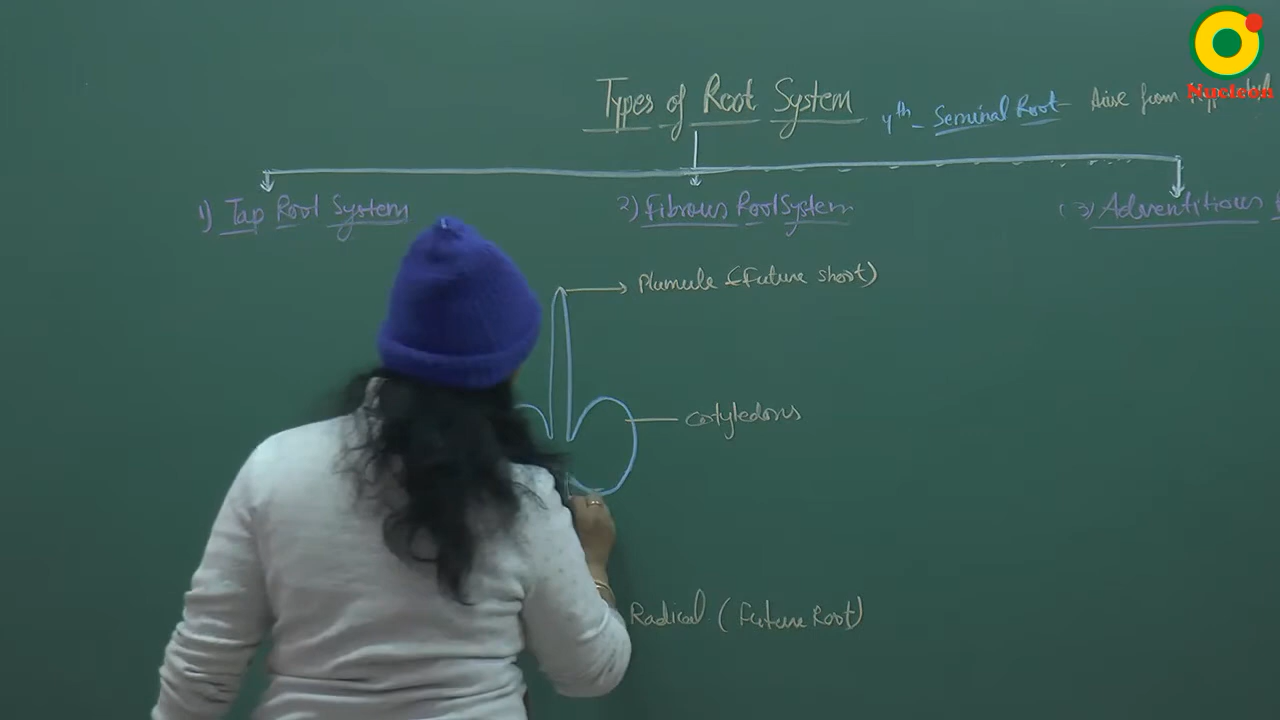 Types of Root System
4th - Seminal Root - Arise from
Nucleon
1) Tap Root System
2) Fibrous Root System
(3) Adventitious
Plumule (Future shoot)
cotyledons
Radical (Future Root)